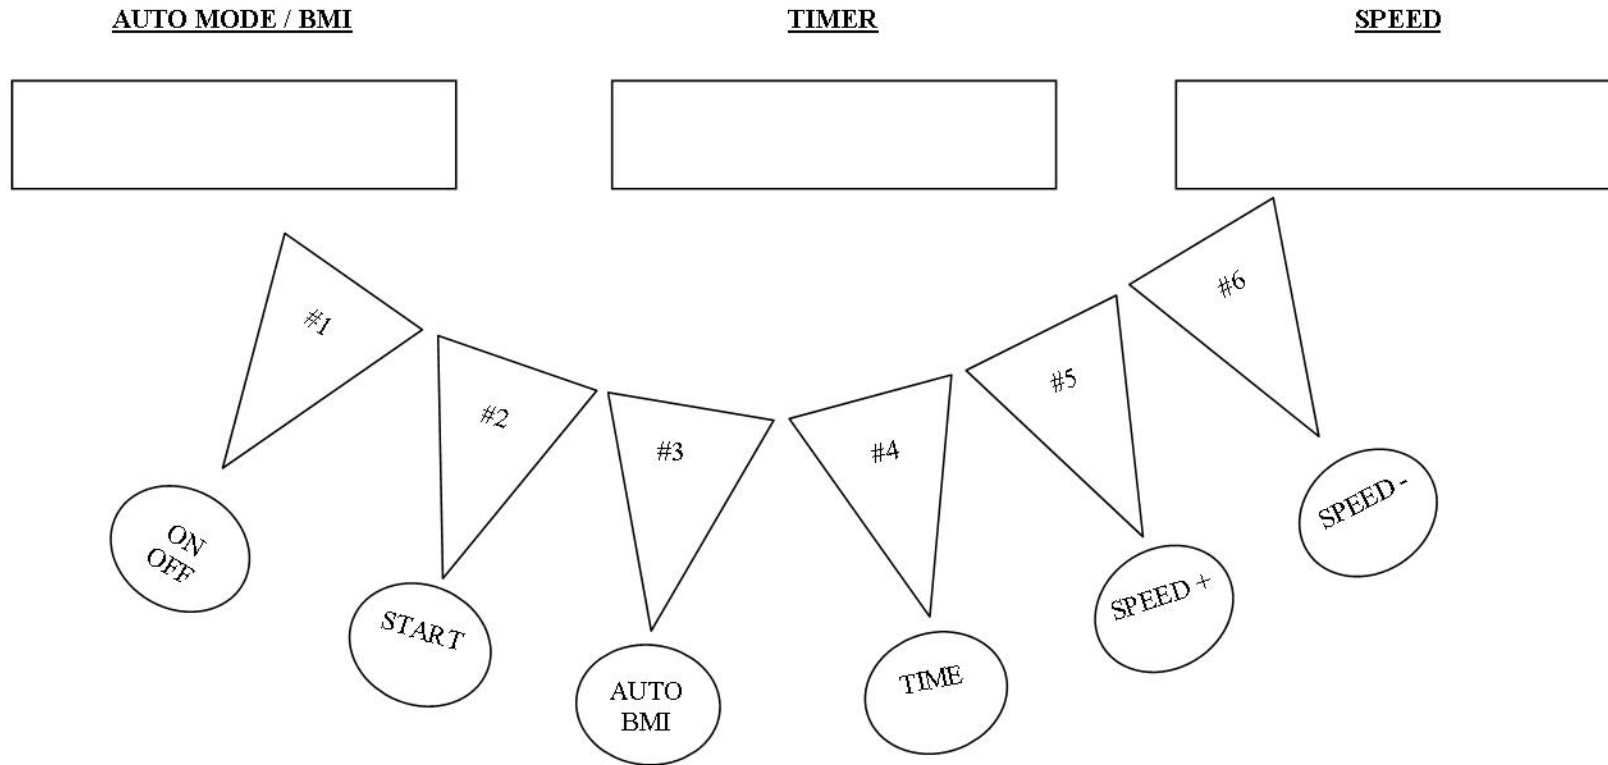 AUTO MODE / BMI
TIMER
SPEED
#1
#2
#3
#4
#5
#6
ON
OFF
START
AUTO
BMI
TIME
SPEED +
SPEED -